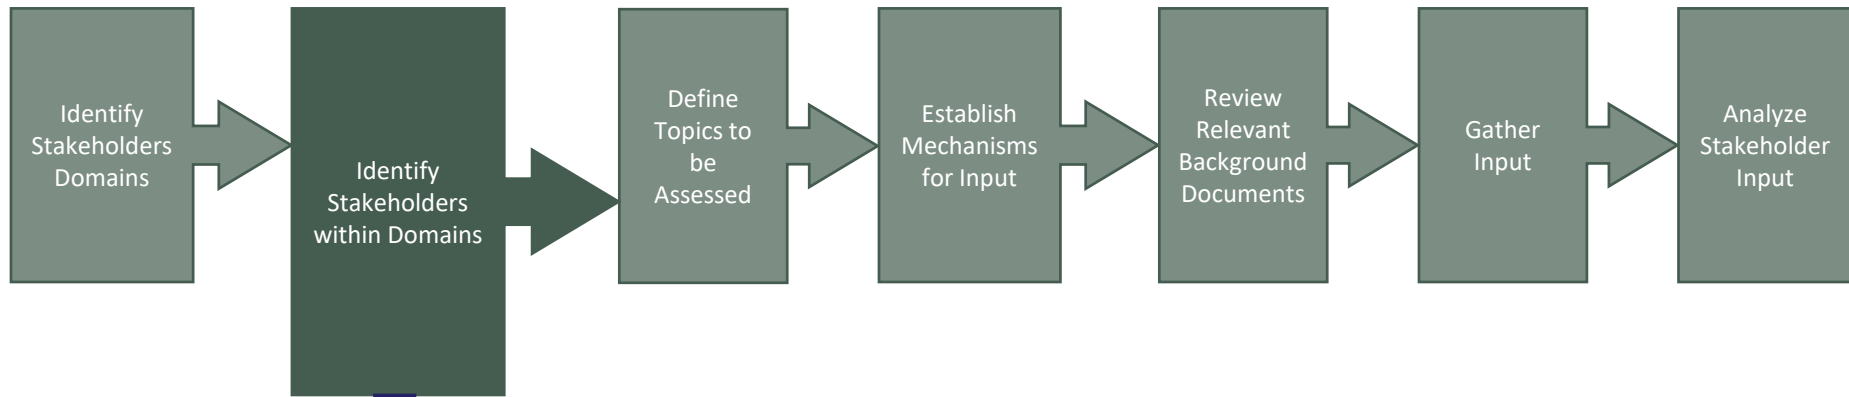 Identify
Stakeholders
Domains
Identify
Stakeholders
within Domains
Define
Topics to
be
Assessed
Establish
Mechanisms
for Input
Review
Relevant
Background
Documents
Gather
Input
Analyze
Stakeholder
Input